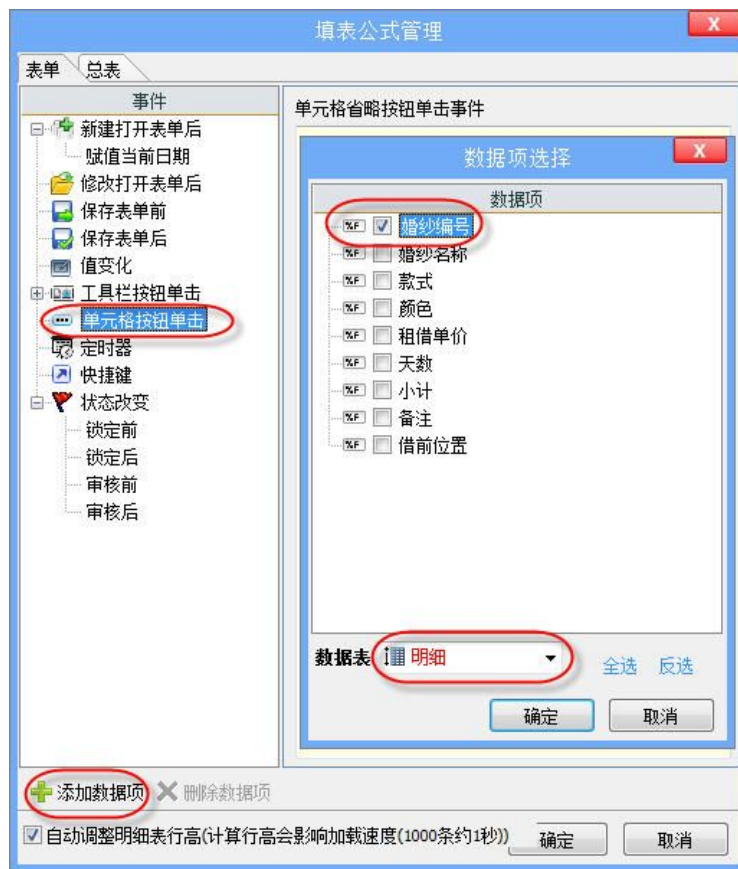 填表公式管理
X
表单 总表
事件
新建打开表单后
赋值当前日期
修改打开表单后
保存表单前
保存表单后
值变化
工具栏按钮单击
单元格按钮单击
定时器
快捷键
状态改变
锁定前
锁定后
审核前
审核后
单元格省略按钮单击事件
数据项选择
X
数据项
%F 婚纱编号
%F 婚纱名称
%F 款式
%F 颜色
%F 租借单价
%F 天数
%F 小计
%F 备注
%F 借前位置
数据表 明细 全选 反选
确定 取消
添加数据项 删除数据项
自动调整明细表行高(计算行高会影响加载速度(1000条约1秒)) 确定 取消